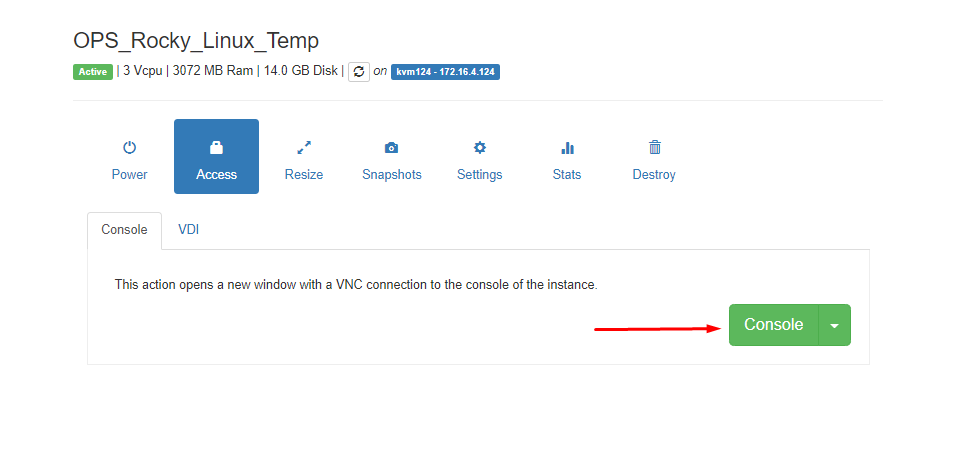 OPS_Rocky_Linux_Temp
Active | 3 Vcpu | 3072 MB Ram | 14.0 GB Disk | on kvm124 - 172.16.4.124
Power Access Resize Snapshots Settings Stats Destroy
Console VDI
This action opens a new window with a VNC connection to the console of the instance.
Console